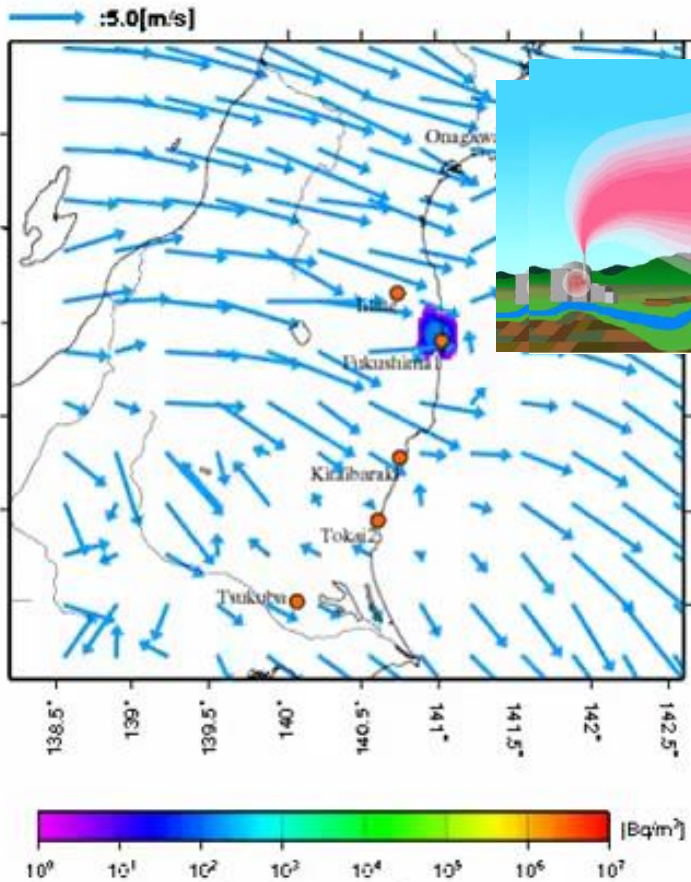 :5.0[m/s]
Onagawa
Fukushima1
Kitaibaraki
Tokai2
Tsukuba
138.5°
139°
139.5°
140°
140.5°
141°
141.5°
142°
142.5°
[Bq/m²]
10⁰
10¹
10²
10³
10⁴
10⁵
10⁶
10⁷